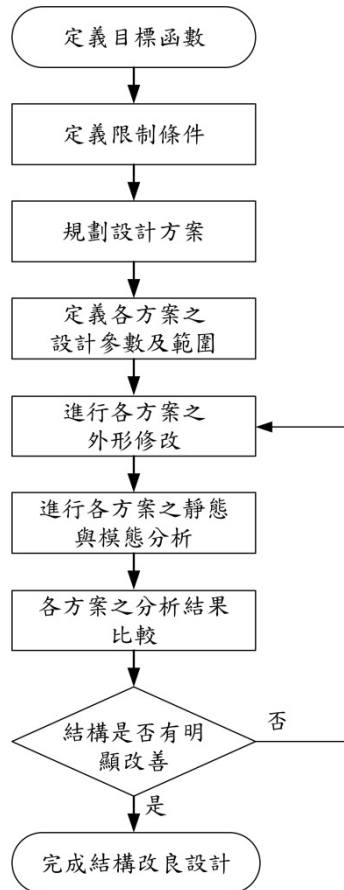 定義目標函數
定義限制條件
規劃設計方案
定義各方案之
設計參數及範圍
進行各方案之
外形修改
進行各方案之靜態
與模態分析
各方案之分析結果
比較
結構是否有明
顯改善
否
是
完成結構改良設計